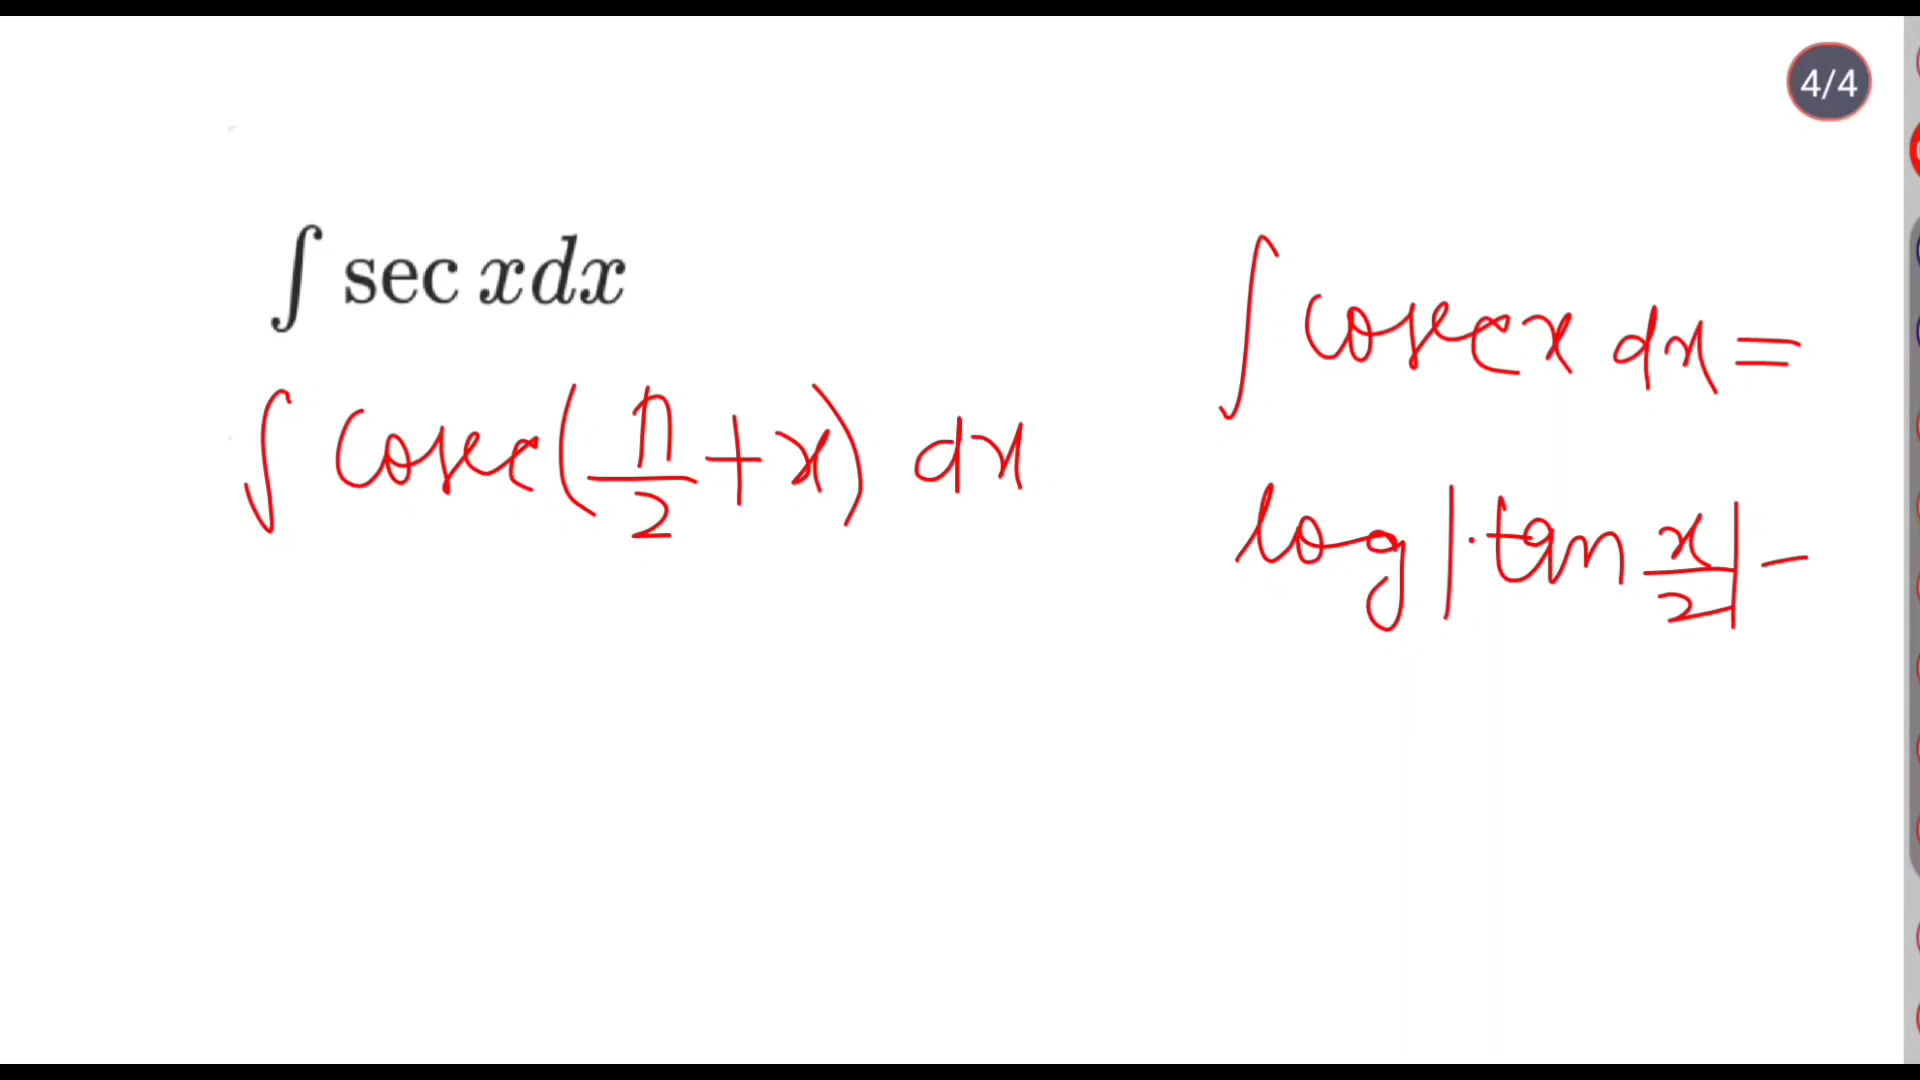 4/4
∫ sec x dx
∫ cosec(π/2 + x) dx
∫ cosec x dx =
log |tan x/2| –